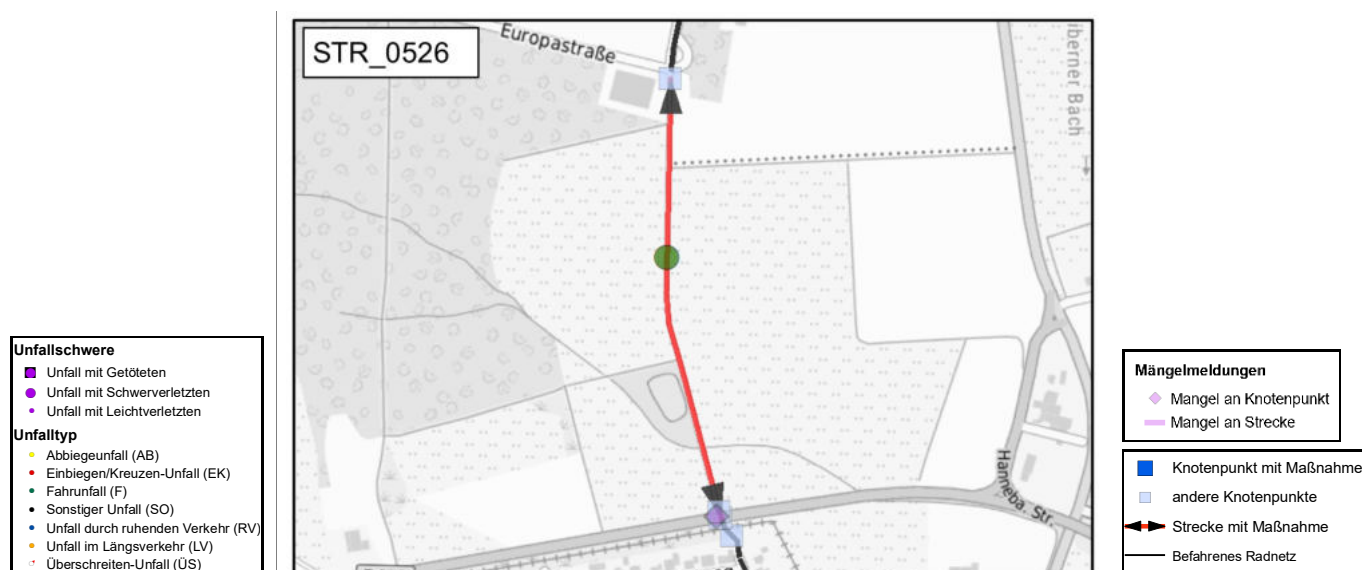 STR_0526
Europastraße
iberner Bach
Hanneba. Str.
Unfallschwere
Unfall mit Getöteten
Unfall mit Schwerverletzten
Unfall mit Leichtverletzten
Unfalltyp
Abbiegeunfall (AB)
Einbiegen/Kreuzen-Unfall (EK)
Fahrunfall (F)
Sonstiger Unfall (SO)
Unfall durch ruhenden Verkehr (RV)
Unfall im Längsverkehr (LV)
Überschreiten-Unfall (ÜS)
Mängelmeldungen
Mangel an Knotenpunkt
Mangel an Strecke
Knotenpunkt mit Maßnahme
andere Knotenpunkte
Strecke mit Maßnahme
Befahrenes Radnetz